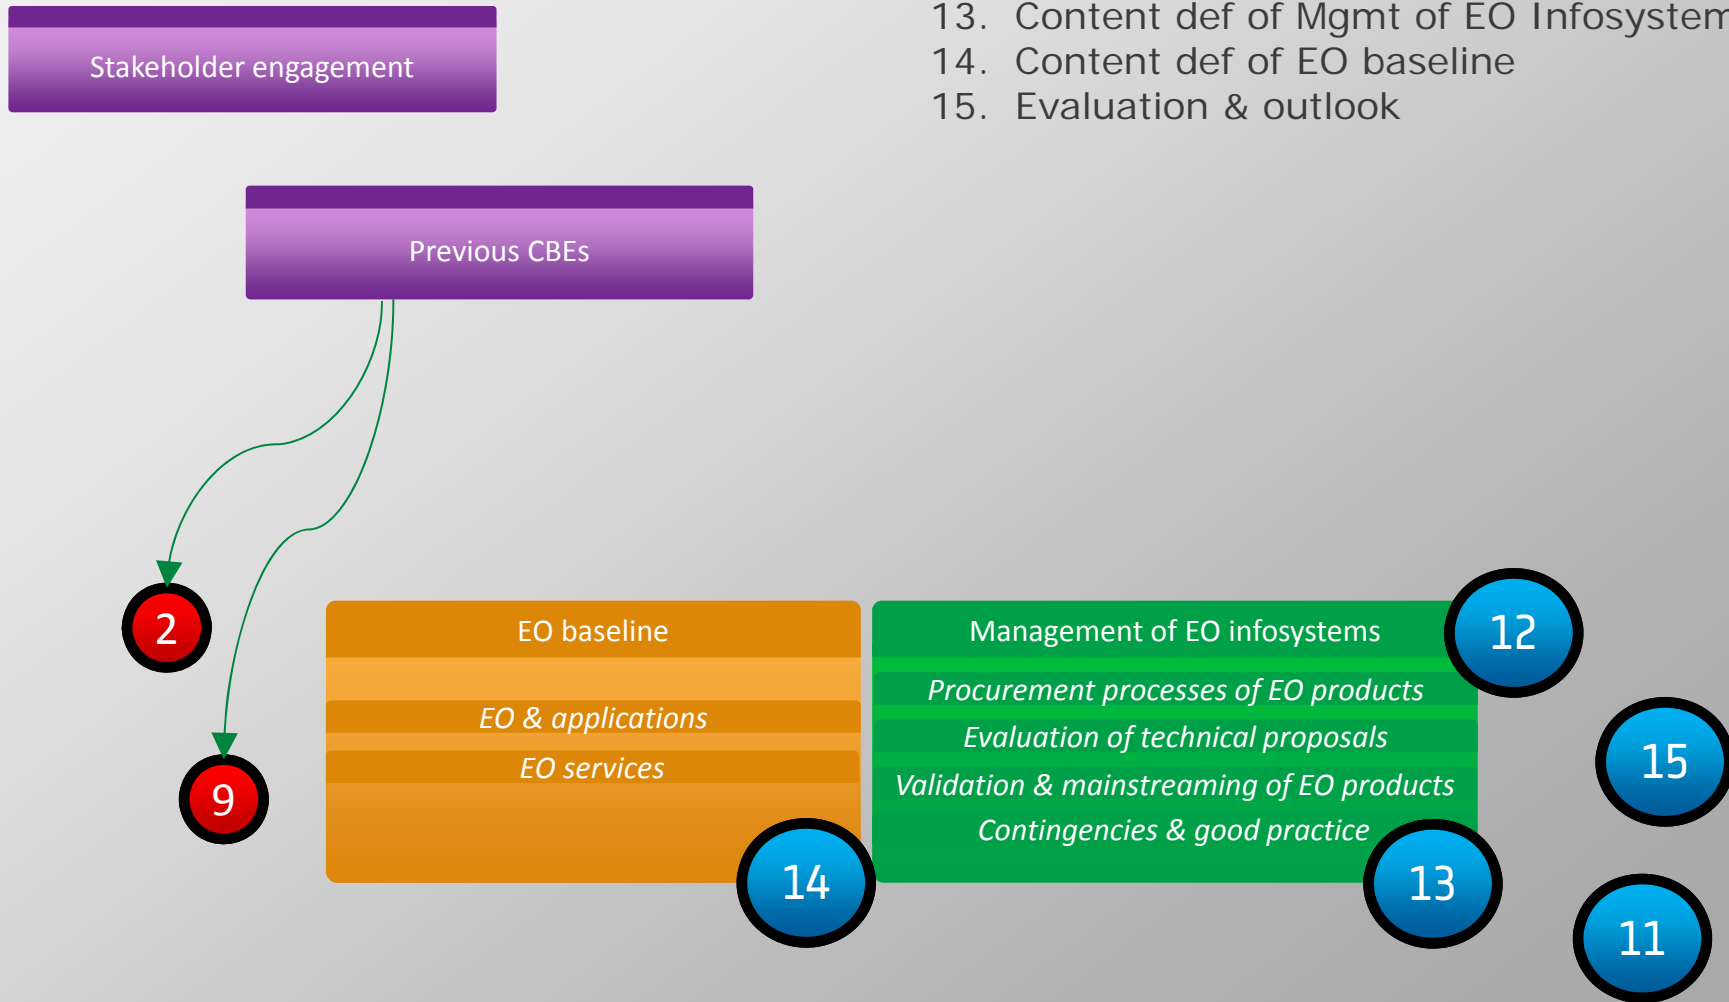 13. Content def of Mgmt of EO Infosystem
14. Content def of EO baseline
15. Evaluation & outlook
Stakeholder engagement
Previous CBEs
2
9
EO baseline
EO & applications
EO services
14
Management of EO infosystems
Procurement processes of EO products
Evaluation of technical proposals
Validation & mainstreaming of EO products
Contingencies & good practice
12
13
15
11